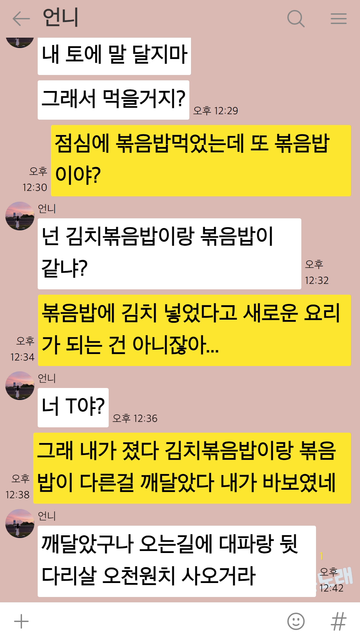 언니
내 토에 말 달지마
그래서 먹을거지?
오후 12:29
점심에 볶음밥먹었는데 또 볶음밥
이야?
오후
12:30
언니
넌 김치볶음밥이랑 볶음밥이
같냐?
오후
12:32
볶음밥에 김치 넣었다고 새로운 요리
가 되는 건 아니잖아...
오후
12:34
언니
너 T야?
오후 12:36
그래 내가 졌다 김치볶음밥이랑 볶음
밥이 다른걸 깨달았다 내가 바보였네
오후
12:38
언니
깨달았구나 오는길에 대파랑 뒷
다리살 오천원치 사오거라
오후
12:42